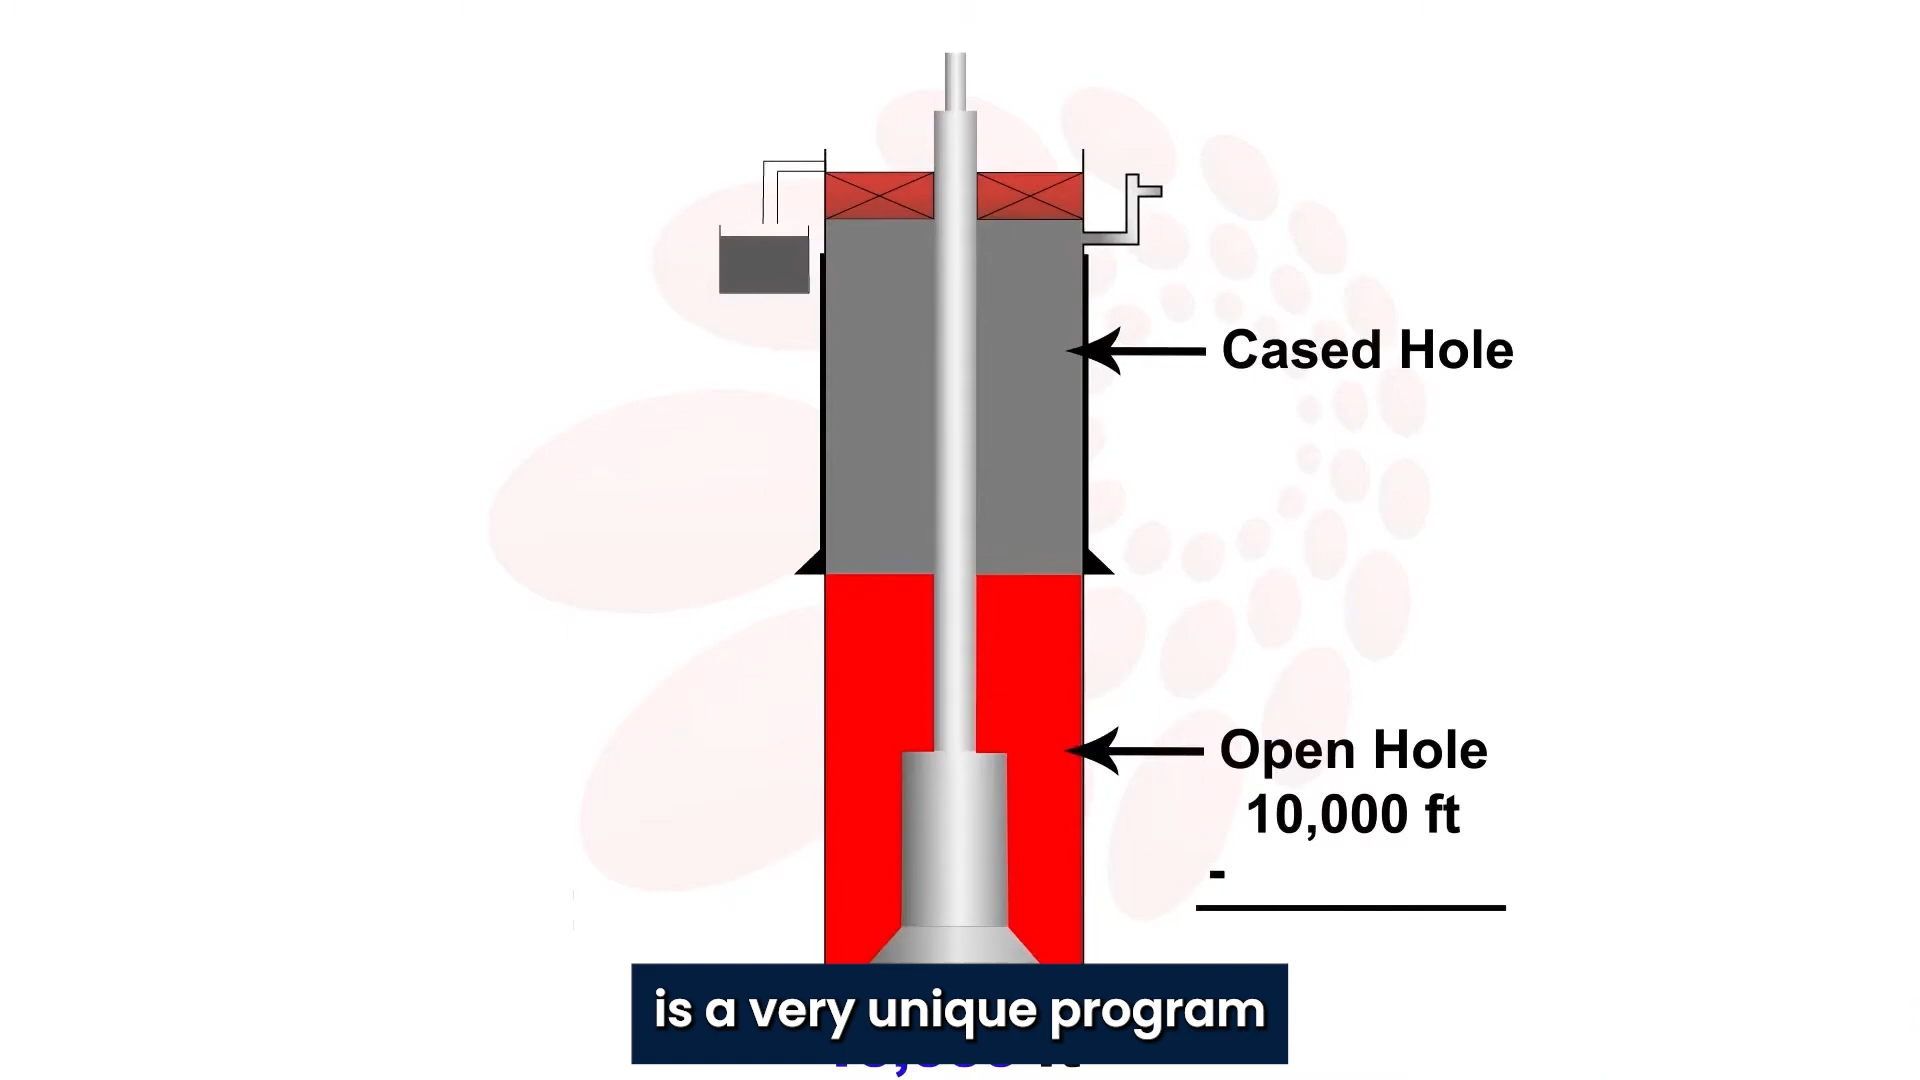 Cased Hole
Open Hole
10,000 ft
-
is a very unique program